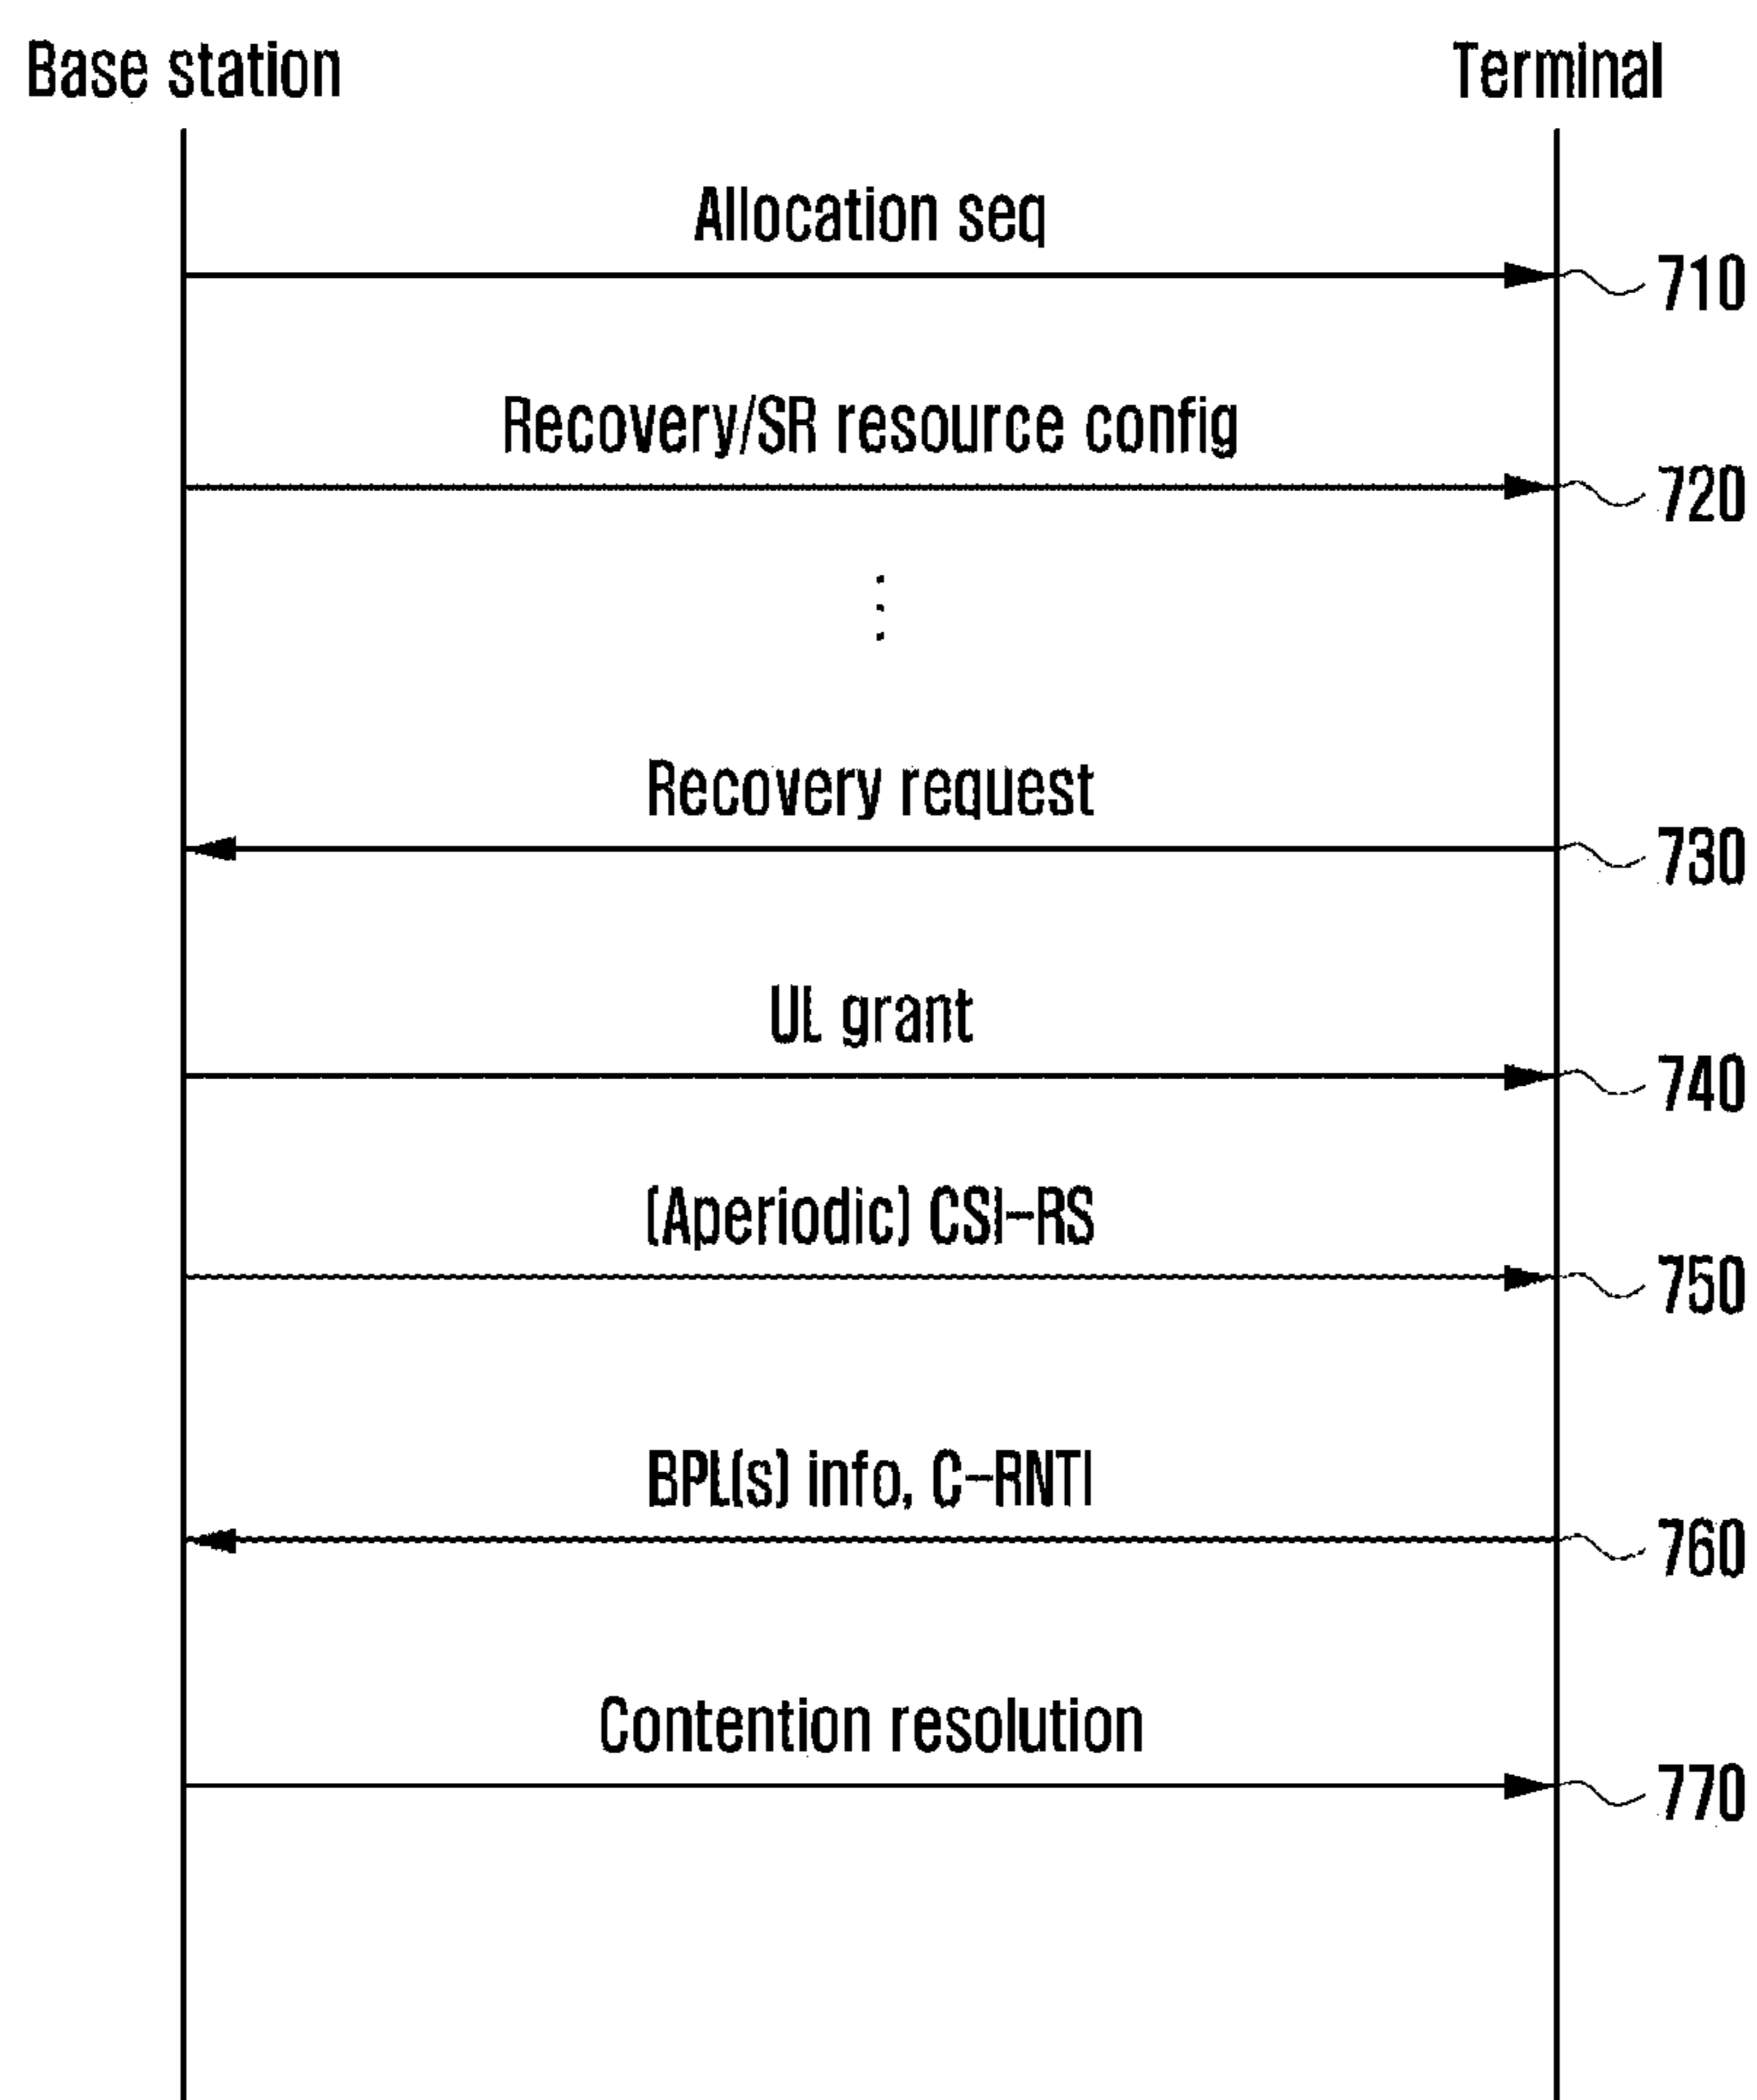 Base station Terminal
Allocation seq
710
Recovery/SR resource config
720
Recovery request
730
UL grant
740
(Aperiodic) CSI-RS
750
BPL(s) info, C-RNTI
760
Contention resolution
770